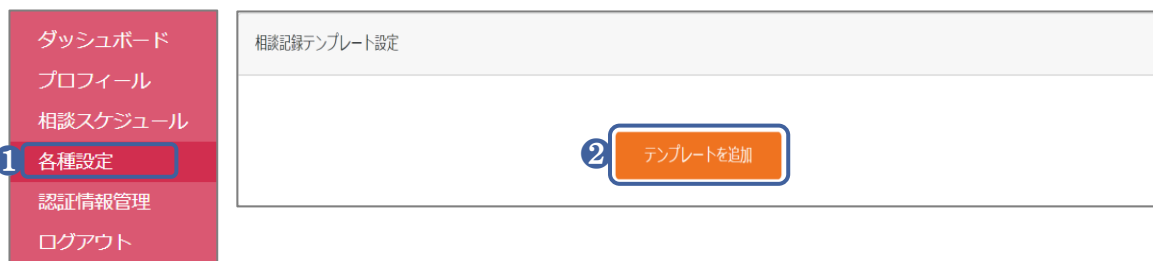 ダッシュボード
プロフィール
相談スケジュール
1 各種設定
認証情報管理
ログアウト
相談記録テンプレート設定
2 テンプレートを追加